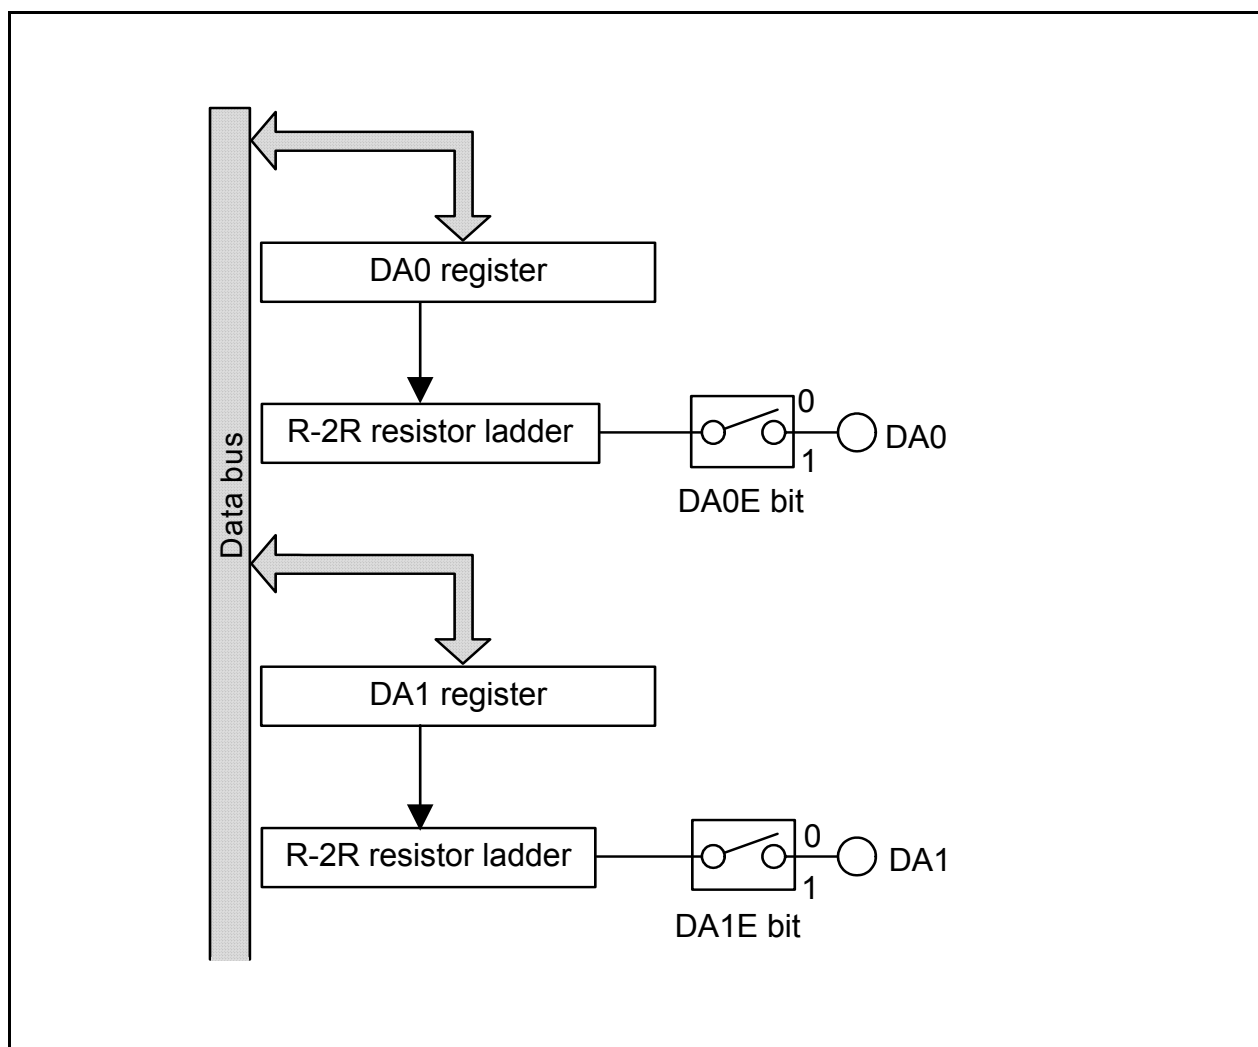 Data bus
DA0 register
R-2R resistor ladder
0
1
DA0
DA0E bit
DA1 register
R-2R resistor ladder
0
1
DA1
DA1E bit